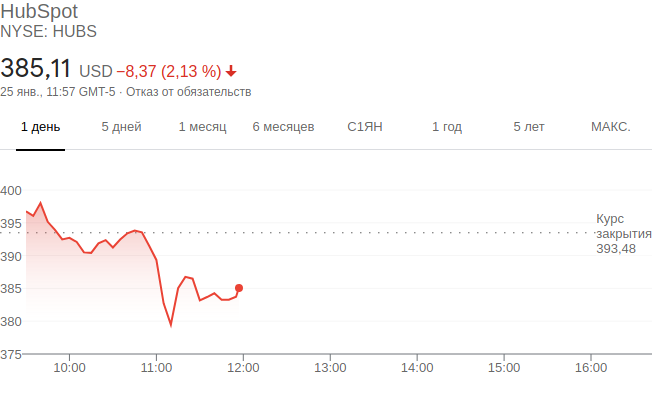 HubSpot
NYSE: HUBS
385,11 USD −8,37 (2,13 %)
25 янв., 11:57 GMT-5 · Отказ от обязательств
1 день 5 дней 1 месяц 6 месяцев С1ЯН 1 год 5 лет МАКС.
400
395
390
385
380
375
Курс
закрытия
393,48
10:00 11:00 12:00 13:00 14:00 15:00 16:00